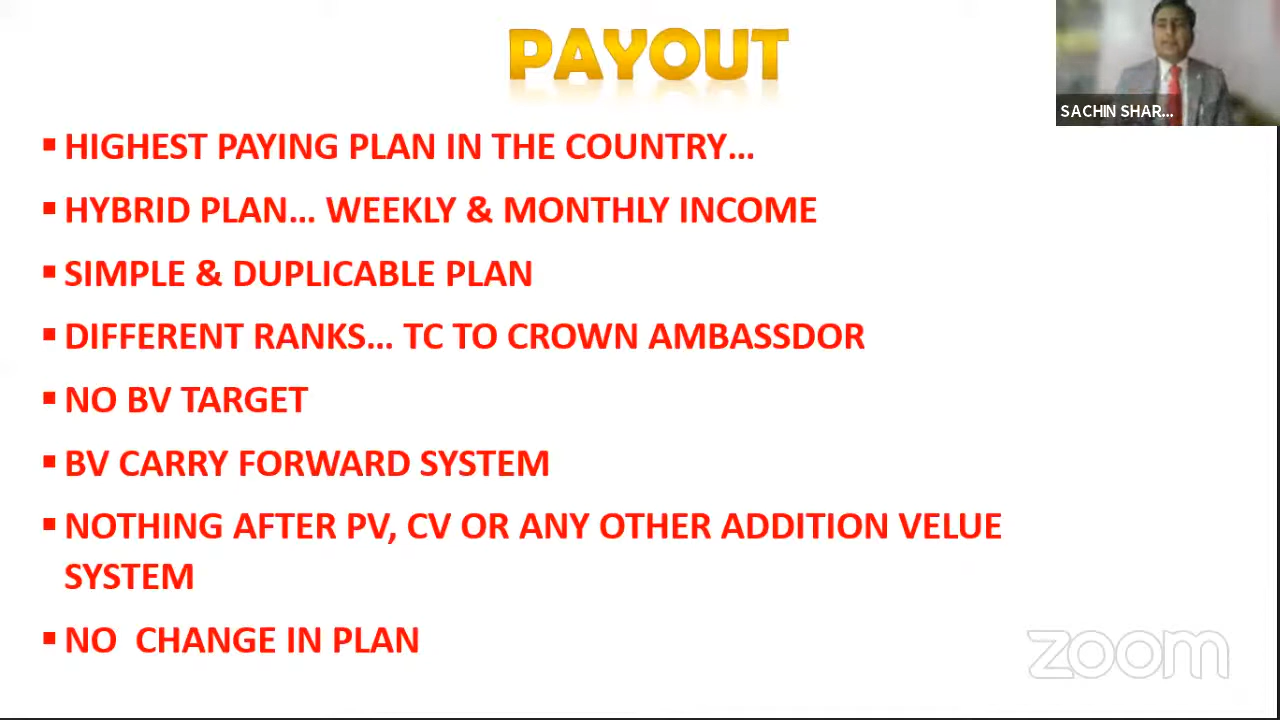 PAYOUT
SACHIN SHAR...
▪ HIGHEST PAYING PLAN IN THE COUNTRY...
▪ HYBRID PLAN... WEEKLY & MONTHLY INCOME
▪ SIMPLE & DUPLICABLE PLAN
▪ DIFFERENT RANKS... TC TO CROWN AMBASSDOR
▪ NO BV TARGET
▪ BV CARRY FORWARD SYSTEM
▪ NOTHING AFTER PV, CV OR ANY OTHER ADDITION VELUE
SYSTEM
▪ NO CHANGE IN PLAN
zoom